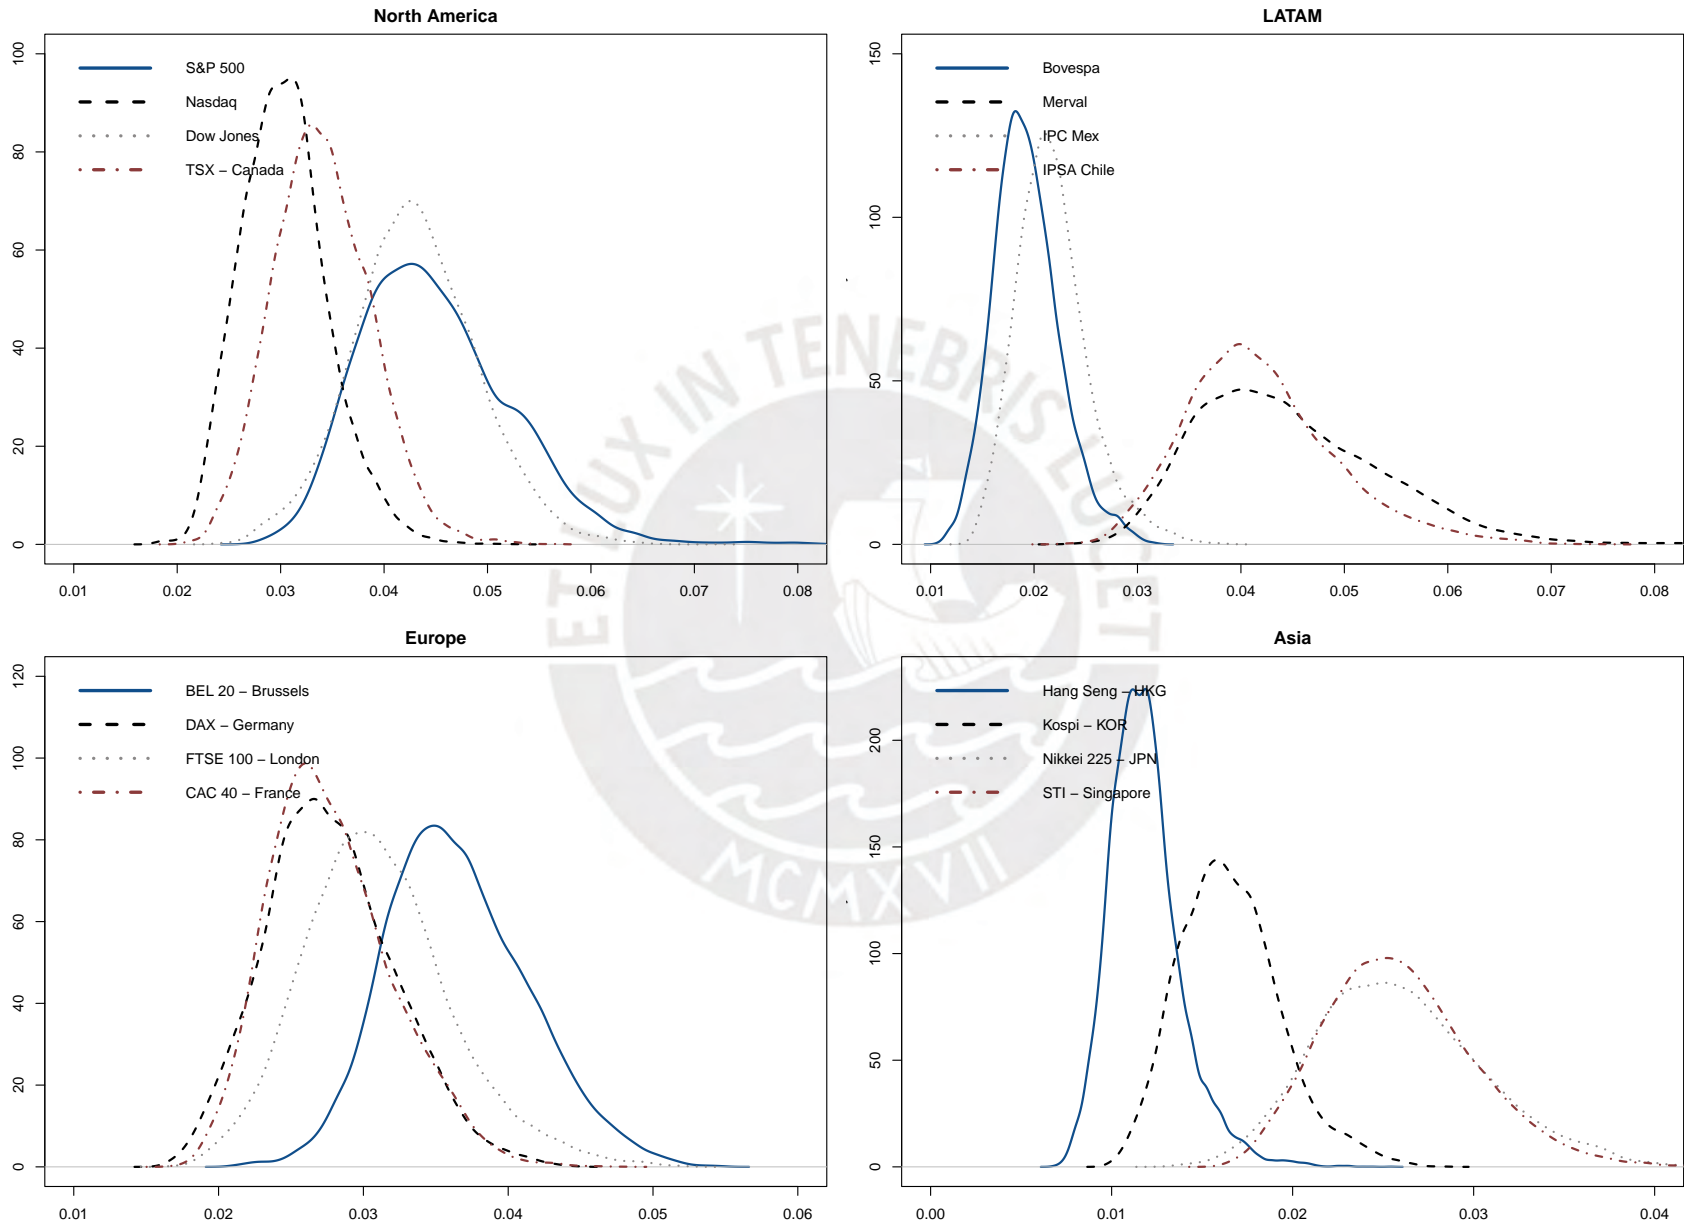 North America
100
80
60
40
20
0
S&P 500
Nasdaq
Dow Jones
TSX – Canada
0.01 0.02 0.03 0.04 0.05 0.06 0.07 0.08
LATAM
150
100
50
0
Bovespa
Merval
IPC Mex
IPSA Chile
0.01 0.02 0.03 0.04 0.05 0.06 0.07 0.08
Europe
120
100
80
60
40
20
0
BEL 20 – Brussels
DAX – Germany
FTSE 100 – London
CAC 40 – France
0.01 0.02 0.03 0.04 0.05 0.06
Asia
200
150
100
50
0
Hang Seng – HKG
Kospi – KOR
Nikkei 225 – JPN
STI – Singapore
0.00 0.01 0.02 0.03 0.04
ET LUX IN TENEBRIS LUCET
MCMXVII